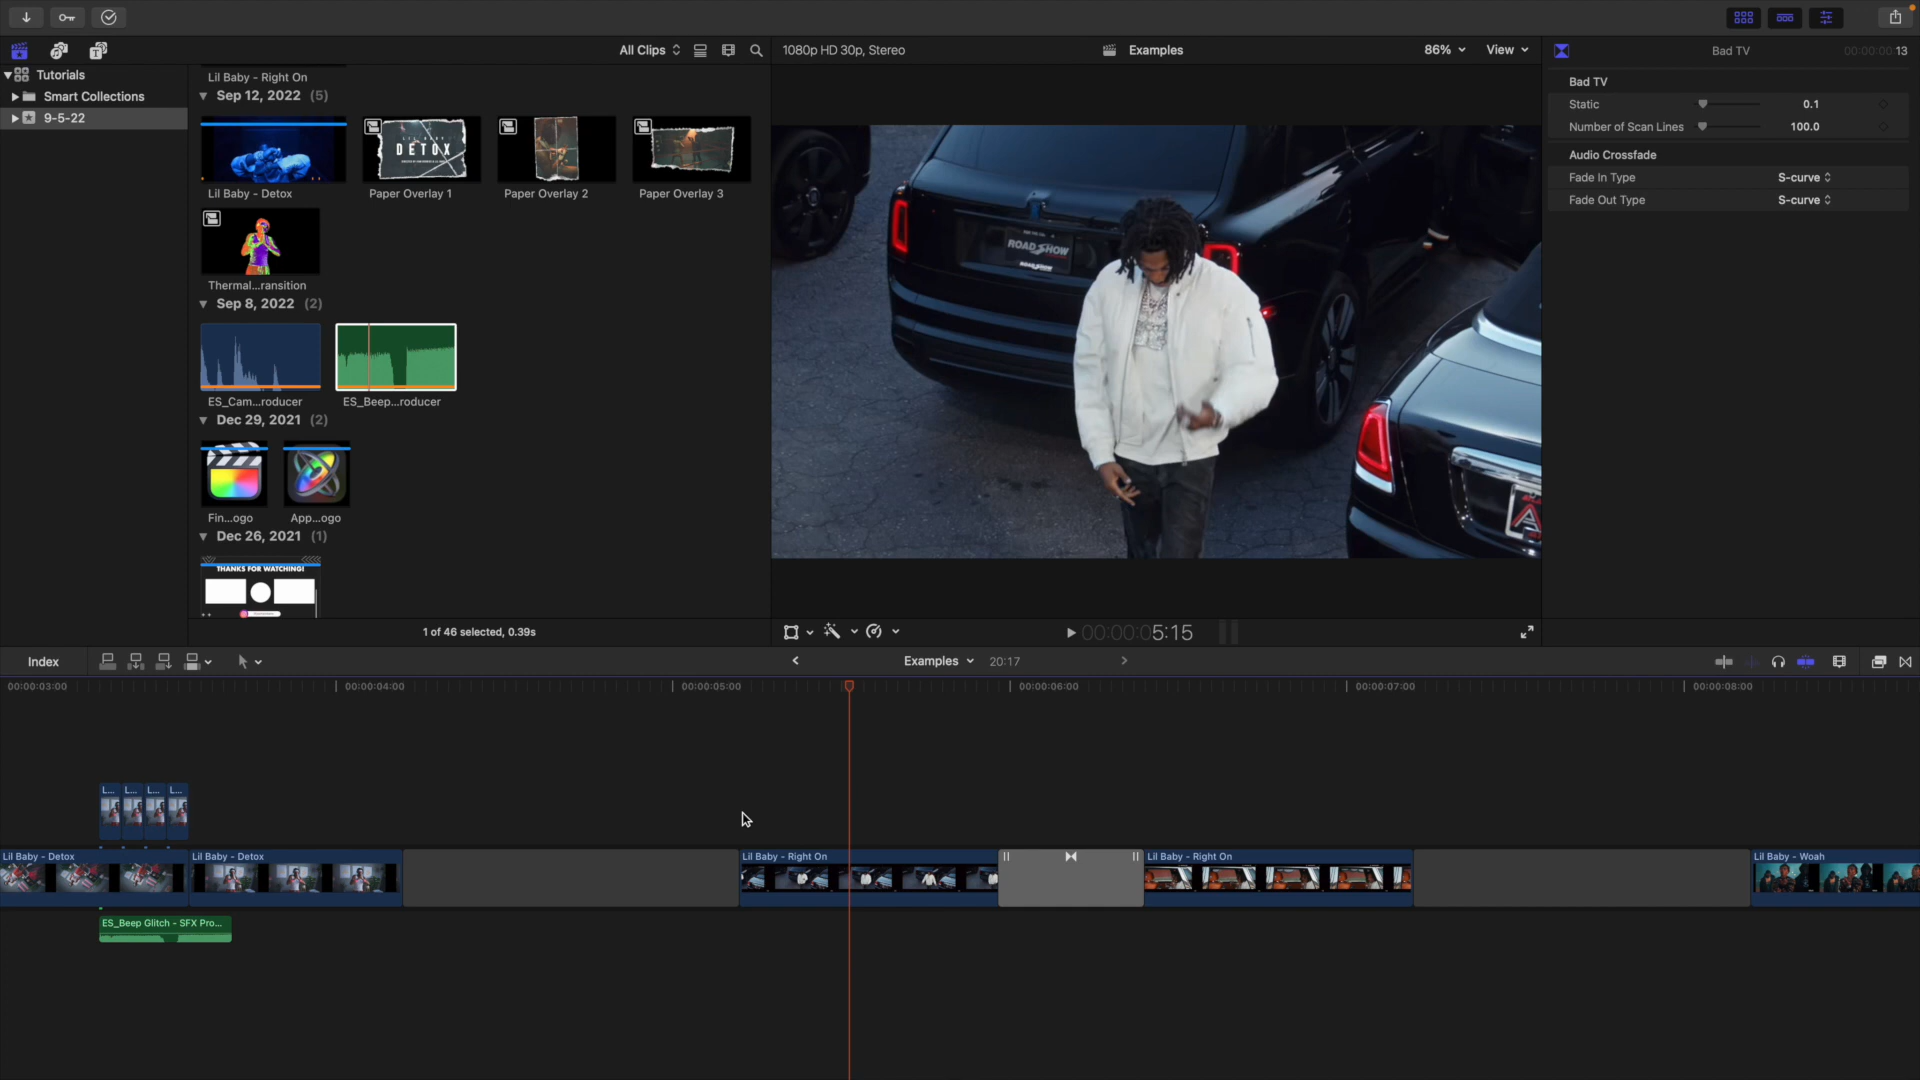 All Clips
1080p HD 30p, Stereo
Examples
86%
View
Bad TV
00:00:00:13
Tutorials
Smart Collections
9-5-22
Lil Baby - Right On
Sep 12, 2022 (5)
DETOX
Lil Baby - Detox
Paper Overlay 1
Paper Overlay 2
Paper Overlay 3
Thermal...ransition
Sep 8, 2022 (2)
ES_Cam...roducer
ES_Beep...roducer
Dec 29, 2021 (2)
Fin...ogo
App...ogo
Dec 26, 2021 (1)
THANKS FOR WATCHING!
1 of 46 selected, 0.39s
ROAD SHOW
ROAD SHOW
A
Bad TV
Static 0.1
Number of Scan Lines 100.0
Audio Crossfade
Fade In Type S-curve
Fade Out Type S-curve
00:00:05:15
Index
Examples
20:17
00:00:03:00
00:00:04:00
00:00:05:00
00:00:06:00
00:00:07:00
00:00:08:00
L...
L...
L...
L...
Lil Baby - Detox
Lil Baby - Detox
Lil Baby - Right On
Lil Baby - Right On
Lil Baby - Woah
ES_Beep Glitch - SFX Pro...